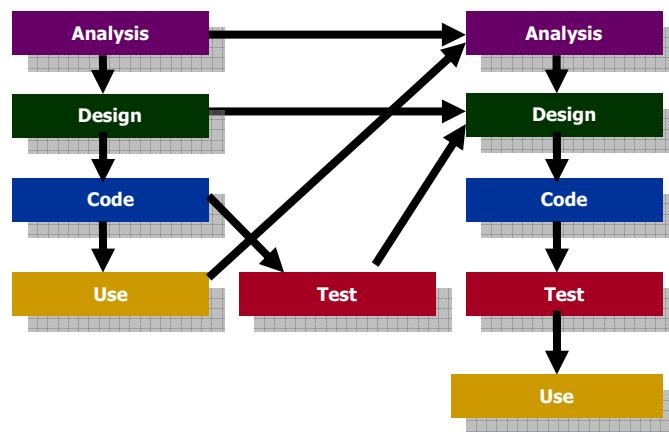 Analysis
Analysis
Design
Design
Code
Code
Use
Test
Test
Use